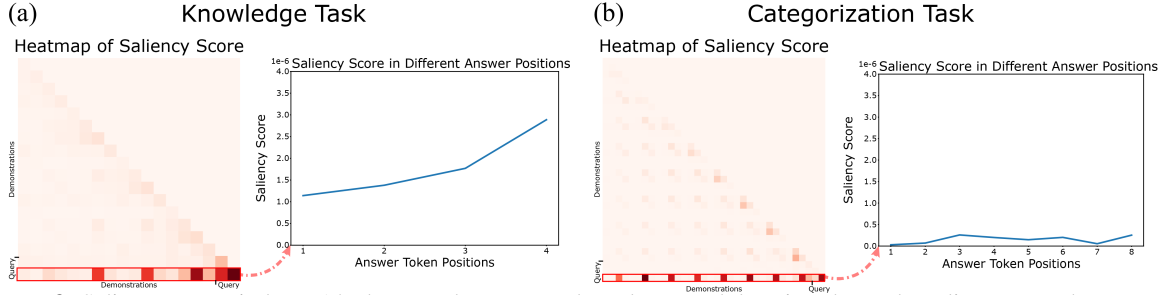 (a) Knowledge Task
Heatmap of Saliency Score
Demonstrations
Query
Demonstrations
Query
1e-6 Saliency Score in Different Answer Positions
Saliency Score
4.0
3.5
3.0
2.5
2.0
1.5
1.0
0.5
0.0
1 2 3 4
Answer Token Positions
(b) Categorization Task
Heatmap of Saliency Score
Demonstrations
Query
Demonstrations
Query
1e-6 Saliency Score in Different Answer Positions
Saliency Score
4.0
3.5
3.0
2.5
2.0
1.5
1.0
0.5
0.0
1 2 3 4 5 6 7 8
Answer Token Positions